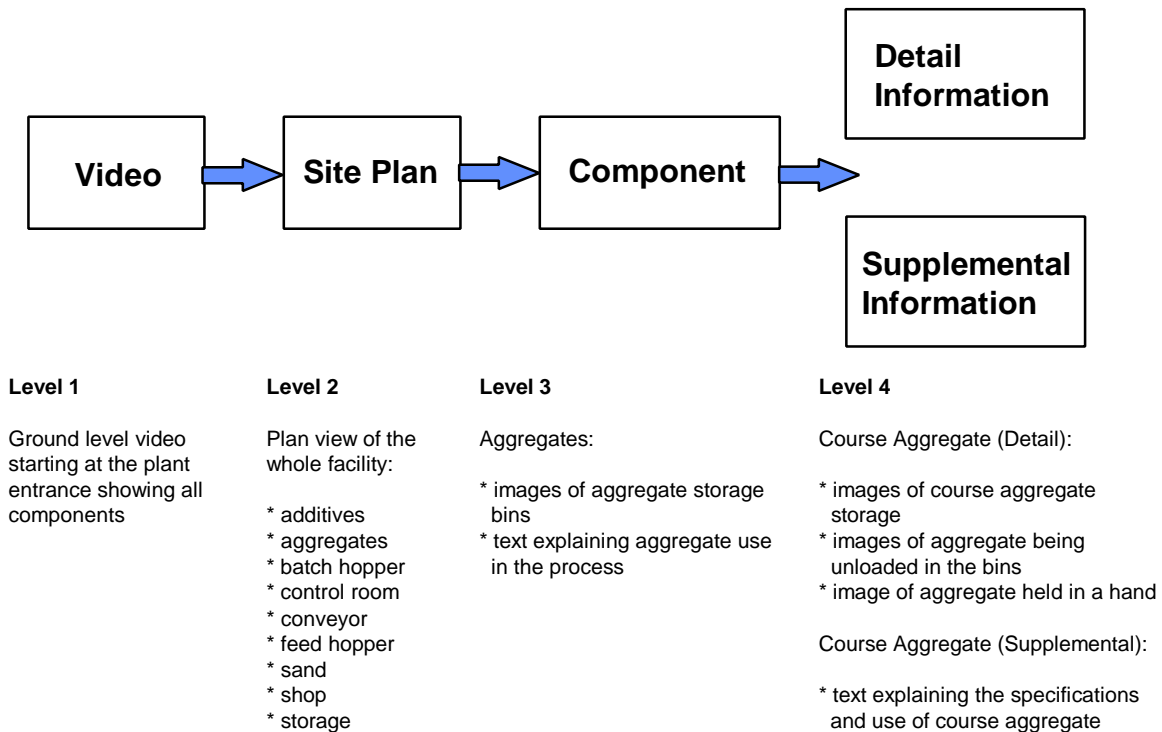 Video
Site Plan
Component
Detail
Information
Supplemental
Information
Level 1
Ground level video
starting at the plant
entrance showing all
components
Level 2
Plan view of the
whole facility:
* additives
* aggregates
* batch hopper
* control room
* conveyor
* feed hopper
* sand
* shop
* storage
Level 3
Aggregates:
* images of aggregate storage
bins
* text explaining aggregate use
in the process
Level 4
Course Aggregate (Detail):
* images of course aggregate
storage
* images of aggregate being
unloaded in the bins
* image of aggregate held in a hand
Course Aggregate (Supplemental):
* text explaining the specifications
and use of course aggregate